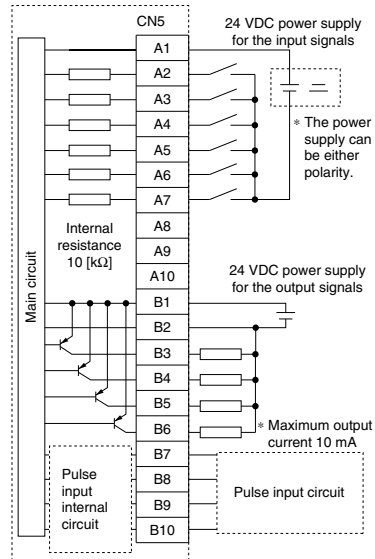 CN5
24 VDC power supply
for the input signals
A1
A2
A3
A4
A5
A6
A7
A8
A9
A10
B1
B2
B3
B4
B5
B6
B7
B8
B9
B10
* The power
supply can
be either
polarity.
Main circuit
Internal
resistance
10 [kΩ]
24 VDC power supply
for the output signals
* Maximum output
current 10 mA
Pulse
input
internal
circuit
Pulse input circuit